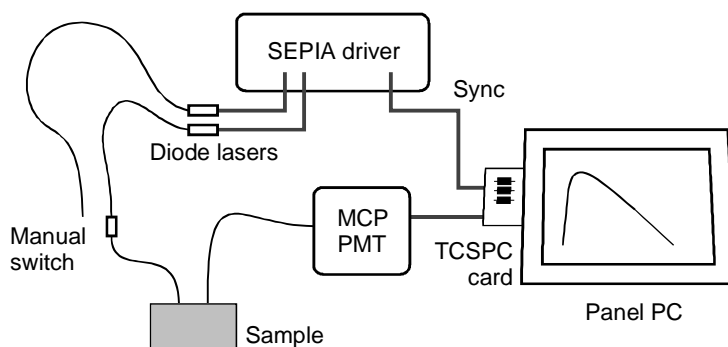 SEPIA driver
Sync
Diode lasers
Manual
switch
MCP
PMT
TCSPC
card
Panel PC
Sample